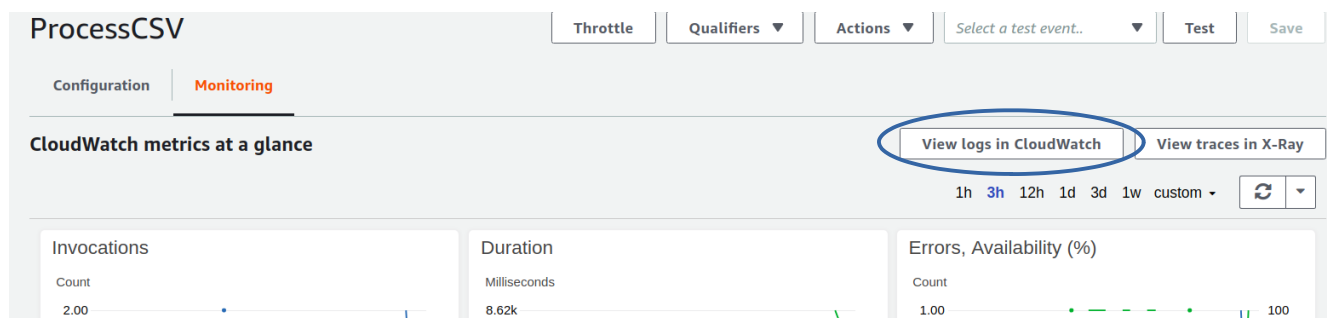 ProcessCSV Throttle Qualifiers Actions Select a test event.. Test Save
Configuration Monitoring
CloudWatch metrics at a glance View logs in CloudWatch View traces in X-Ray
1h 3h 12h 1d 3d 1w custom
Invocations Duration Errors, Availability (%)
Count Milliseconds Count
2.00 8.62k 1.00 100